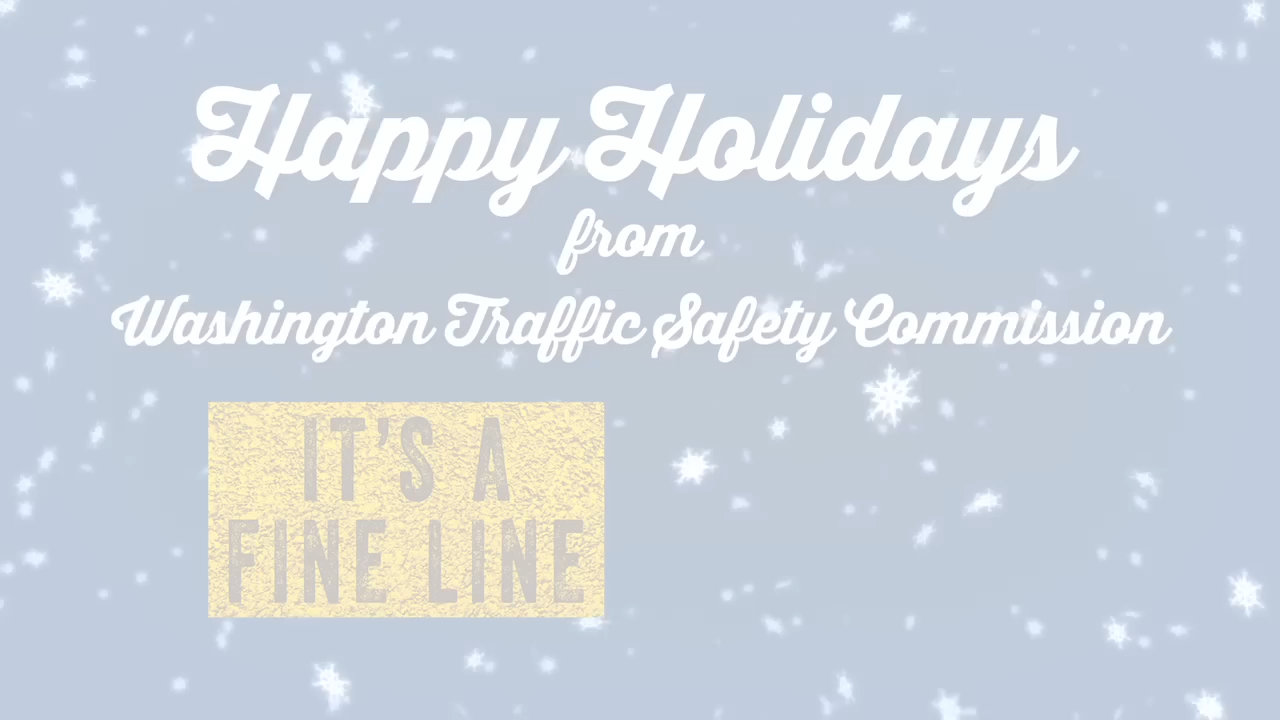 Happy Holidays
from
Washington Traffic Safety Commission
IT'S A
FINE LINE